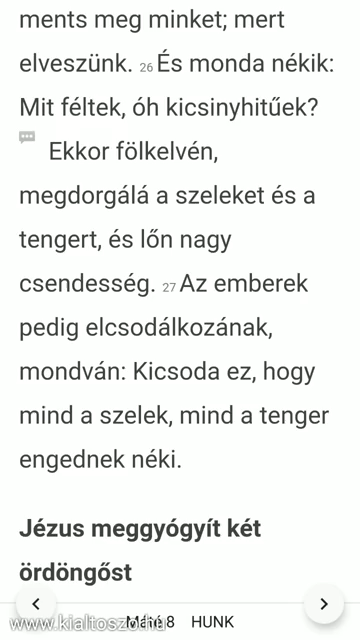 ments meg minket; mert
elveszünk. 26 És monda nékik:
Mit féltek, óh kicsinyhitűek?
Ekkor fölkelvén,
megdorgálá a szeleket és a
tengert, és lőn nagy
csendesség. 27 Az emberek
pedig elcsodálkozának,
mondván: Kicsoda ez, hogy
mind a szelek, mind a tenger
engednek néki.
Jézus meggyógyít két
ördöngőst
Máté 8 HUNK
www.kialtoszo.hu